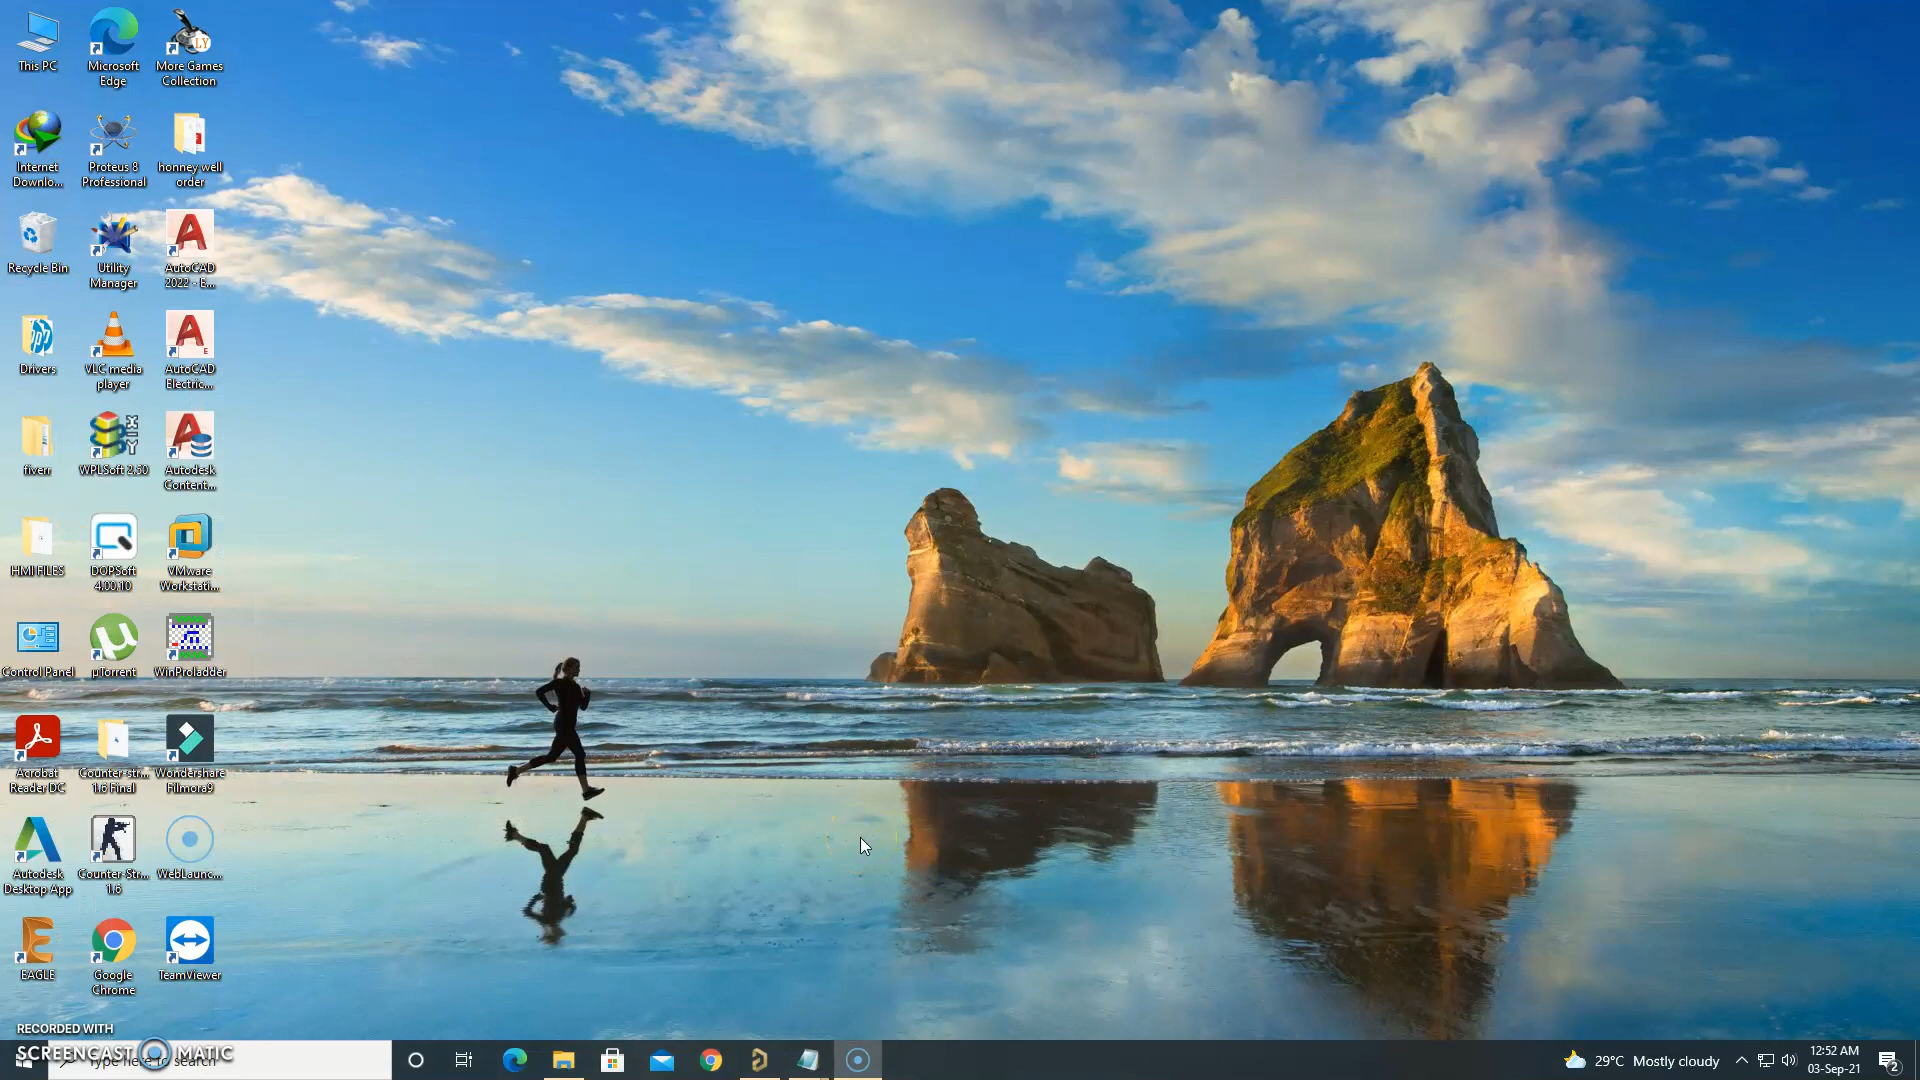 This PC
Microsoft
Edge
More Games
Collection
Internet
Downlo...
Proteus 8
Professional
honney well
order
Recycle Bin
Utility
Manager
AutoCAD
2022 - E...
Drivers
VLC media
player
AutoCAD
Electric...
fiverr
WPLSoft 2.50
Autodesk
Content...
HMI FILES
DOPSoft
4.00.10
VMware
Workstati...
Control Panel
µTorrent
WinProladder
Acrobat
Reader DC
Counter-str...
1.6 Final
Wondershare
Filmora9
Autodesk
Desktop App
Counter-Str...
1.6
WebLaunc...
EAGLE
Google
Chrome
TeamViewer
RECORDED WITH
SCREENCAST MATIC
Type here to search
29°C Mostly cloudy
12:52 AM
03-Sep-21
2